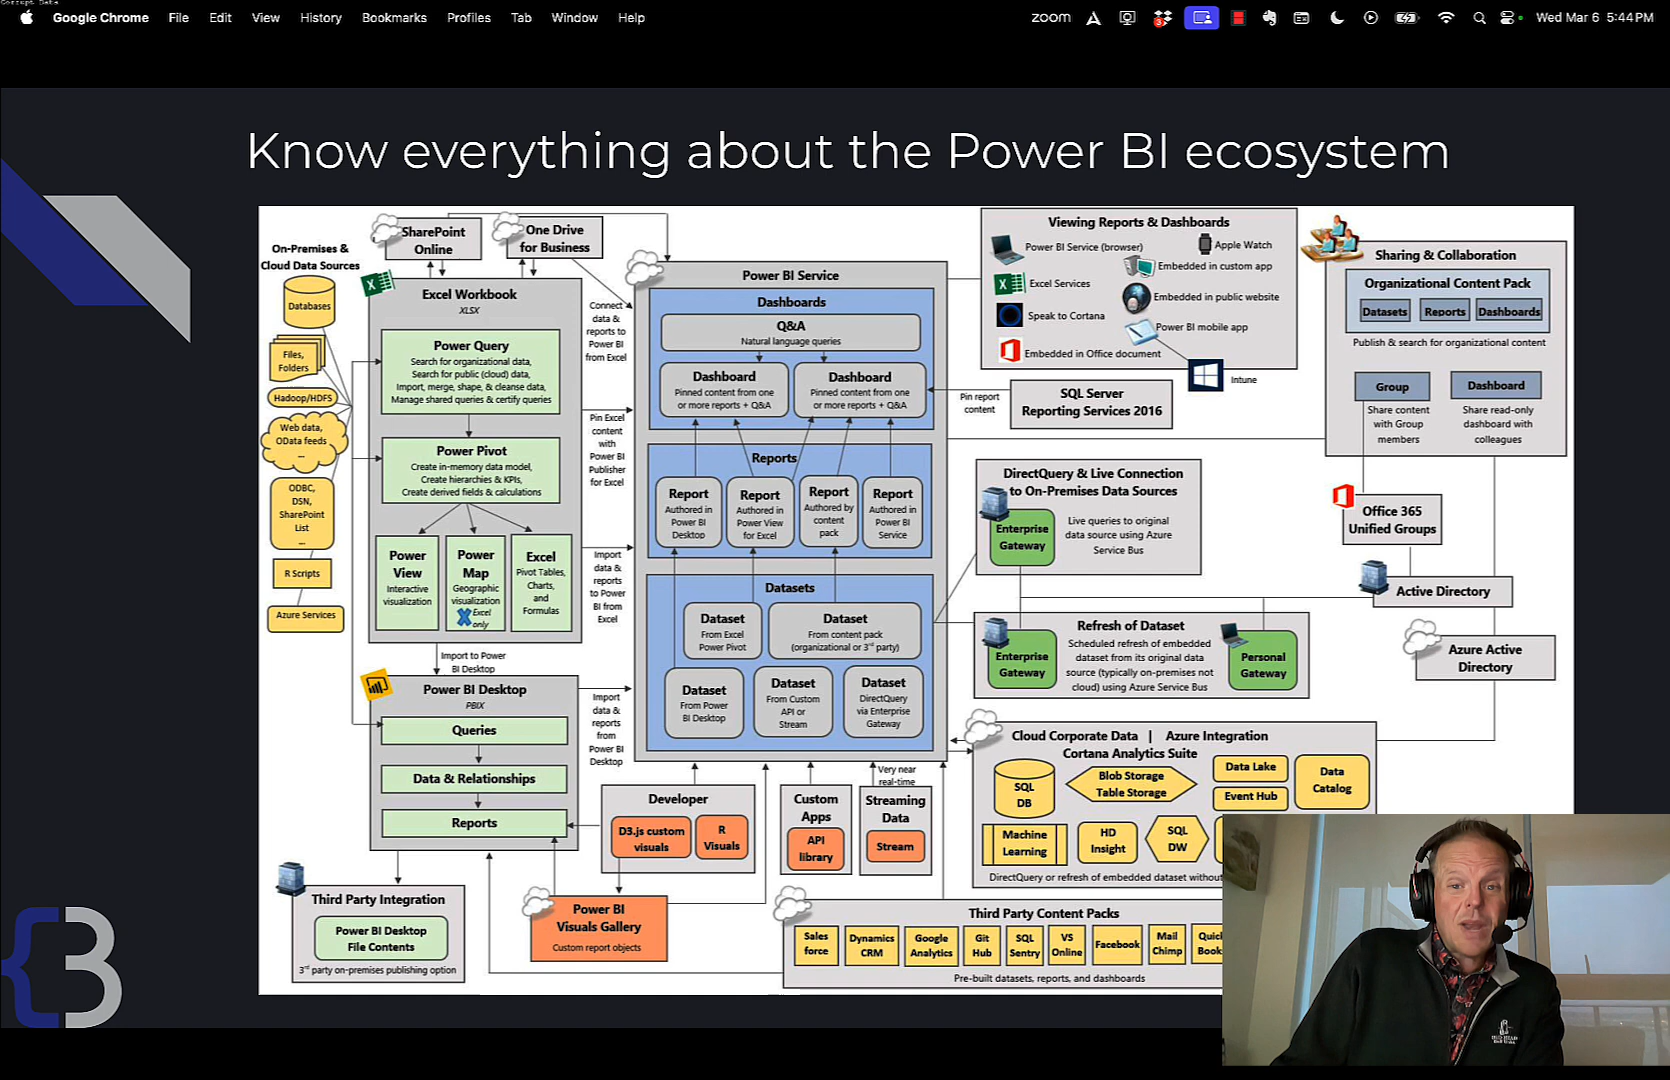 Corrupt Data
Google Chrome File Edit View History Bookmarks Profiles Tab Window Help
zoom
3
Wed Mar 6 5:44 PM
Know everything about the Power BI ecosystem
On-Premises &
Cloud Data Sources
Databases
Files,
Folders
Hadoop/HDFS
Web data,
OData feeds
...
ODBC,
DSN,
SharePoint
List
...
R Scripts
Azure Services
SharePoint
Online
One Drive
for Business
Excel Workbook
XLSX
Power Query
Search for organizational data,
Search for public (cloud) data,
Import, merge, shape, & cleanse data,
Manage shared queries & certify queries
Power Pivot
Create in-memory data model,
Create hierarchies & KPIs,
Create derived fields & calculations
Power
View
Interactive
visualization
Power
Map
Geographic
visualization
Excel
only
Excel
Pivot Tables,
Charts,
and
Formulas
Import to Power
BI Desktop
Power BI Desktop
PBIX
Queries
Data & Relationships
Reports
Third Party Integration
Power BI Desktop
File Contents
3rd party on-premises publishing option
Connect
data &
reports to
Power BI
from Excel
Pin Excel
content
with
Power BI
Publisher
for Excel
Import
data &
reports
to Power
BI from
Excel
Import
data &
reports
from
Power BI
Desktop
Power BI Service
Dashboards
Q&A
Natural language queries
Dashboard
Pinned content from one
or more reports + Q&A
Dashboard
Pinned content from one
or more reports + Q&A
Reports
Report
Authored in
Power BI
Desktop
Report
Authored in
Power View
for Excel
Report
Authored by
content
pack
Report
Authored in
Power BI
Service
Datasets
Dataset
From Excel
Power Pivot
Dataset
From content pack
(organizational or 3rd party)
Dataset
From Power
BI Desktop
Dataset
From Custom
API or
Stream
Dataset
DirectQuery
via Enterprise
Gateway
Developer
D3.js custom
visuals
R
Visuals
Power BI
Visuals Gallery
Custom report objects
Custom
Apps
API
library
Very near
real-time
Streaming
Data
Stream
Viewing Reports & Dashboards
Power BI Service (browser)
Excel Services
Speak to Cortana
Embedded in Office document
Apple Watch
Embedded in custom app
Embedded in public website
Power BI mobile app
Intune
Pin report
content
SQL Server
Reporting Services 2016
Sharing & Collaboration
Organizational Content Pack
Datasets
Reports
Dashboards
Publish & search for organizational content
Group
Share content
with Group
members
Dashboard
Share read-only
dashboard with
colleagues
DirectQuery & Live Connection
to On-Premises Data Sources
Enterprise
Gateway
Live queries to original
data source using Azure
Service Bus
Office 365
Unified Groups
Active Directory
Azure Active
Directory
Refresh of Dataset
Enterprise
Gateway
Scheduled refresh of embedded
dataset from its original data
source (typically on-premises not
cloud) using Azure Service Bus
Personal
Gateway
Cloud Corporate Data | Azure Integration
Cortana Analytics Suite
SQL
DB
Blob Storage
Table Storage
Data Lake
Event Hub
Data
Catalog
Machine
Learning
HD
Insight
SQL
DW
DirectQuery or refresh of embedded dataset without
Third Party Content Packs
Sales
force
Dynamics
CRM
Google
Analytics
Git
Hub
SQL
Sentry
VS
Online
Facebook
Mail
Chimp
Quick
Book
Pre-built datasets, reports, and dashboards